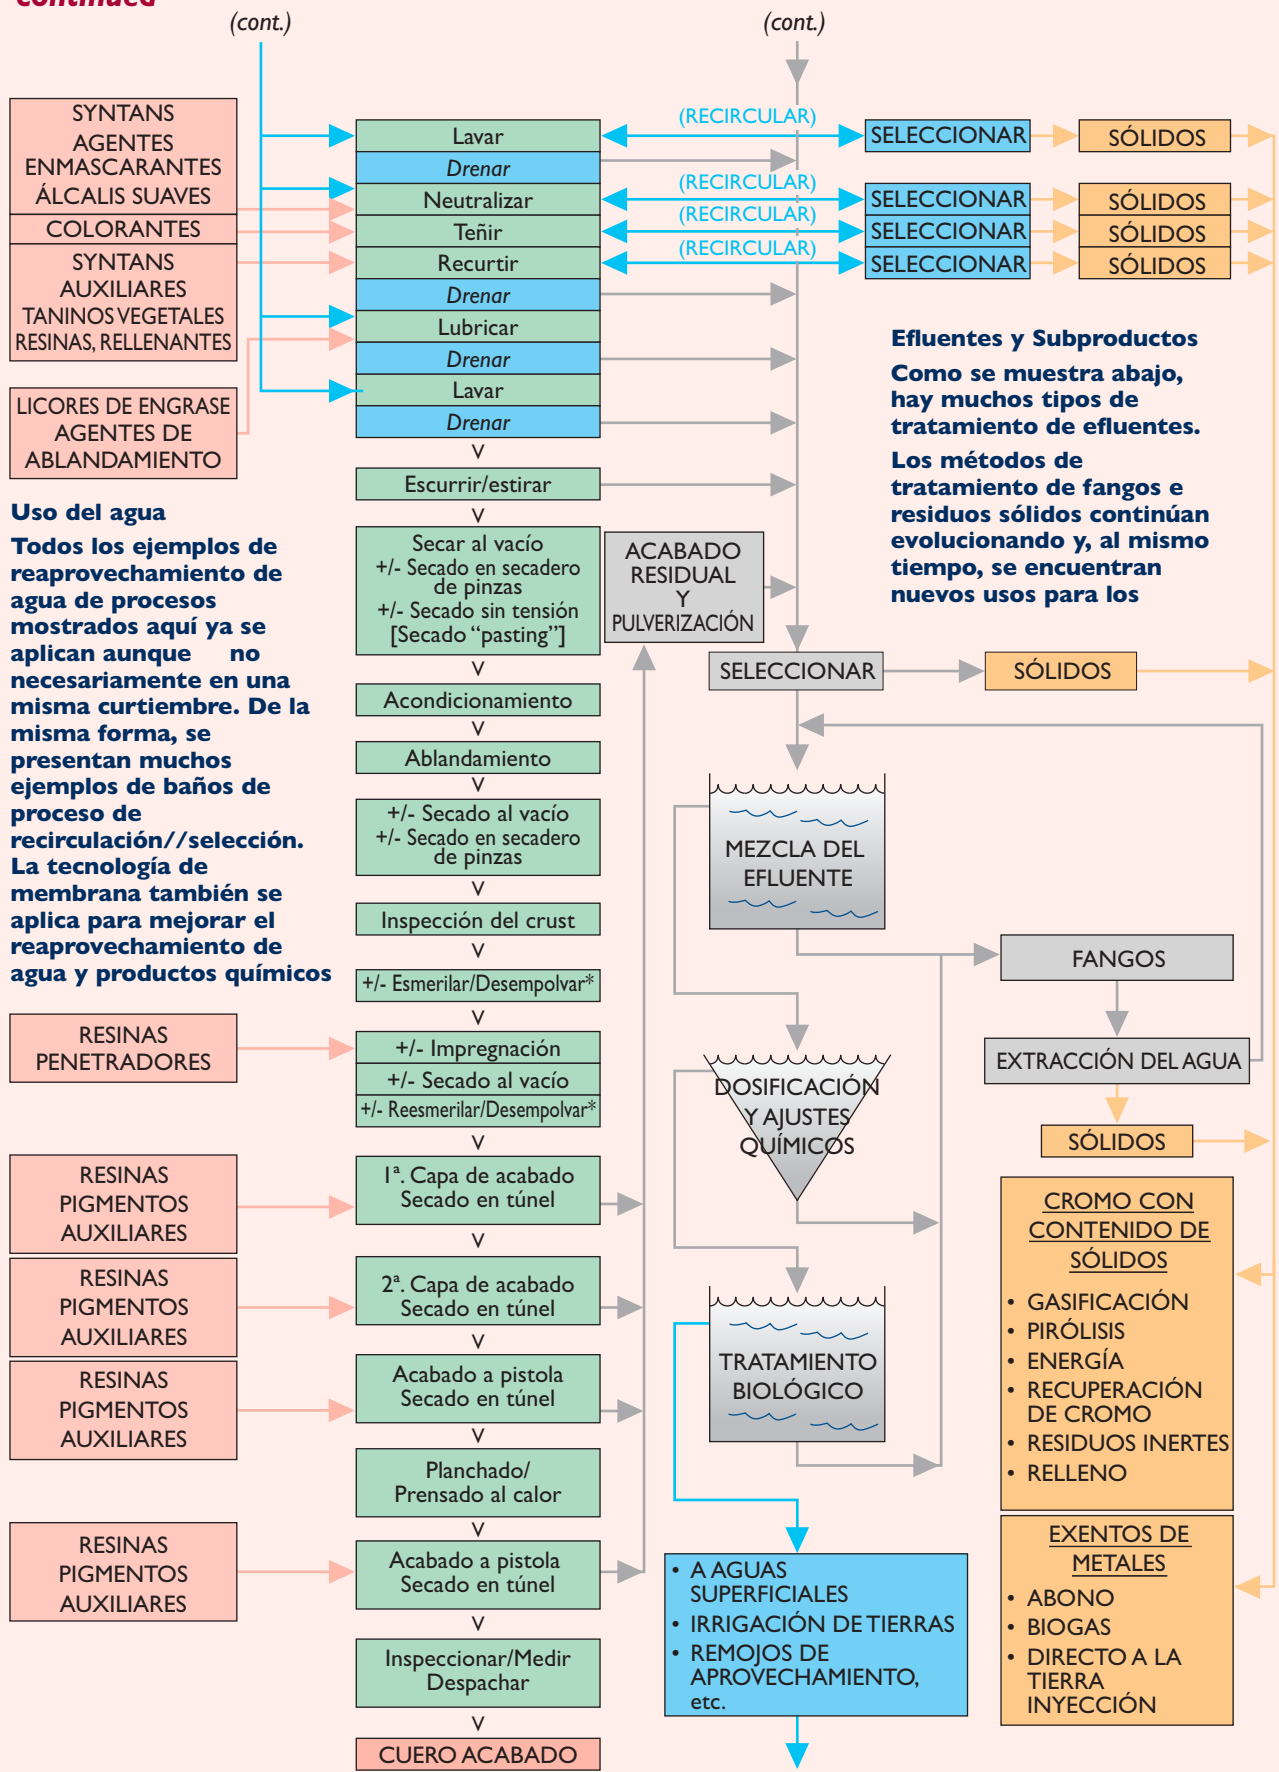 continued
(cont.)
(cont.)
SYNTANS
AGENTES
ENMASCARANTES
ÁLCALIS SUAVES
COLORANTES
SYNTANS
AUXILIARES
TANINOS VEGETALES
RESINAS, RELLENANTES
LICORES DE ENGRASE
AGENTES DE
ABLANDAMIENTO
Uso del agua
Todos los ejemplos de
reaprovechamiento de
agua de procesos
mostrados aquí ya se
aplican aunque no
necesariamente en una
misma curtiembre. De la
misma forma, se
presentan muchos
ejemplos de baños de
proceso de
recirculación//selección.
La tecnología de
membrana también se
aplica para mejorar el
reaprovechamiento de
agua y productos químicos
RESINAS
PENETRADORES
RESINAS
PIGMENTOS
AUXILIARES
RESINAS
PIGMENTOS
AUXILIARES
RESINAS
PIGMENTOS
AUXILIARES
RESINAS
PIGMENTOS
AUXILIARES
Lavar
Drenar
Neutralizar
Teñir
Recurtir
Drenar
Lubricar
Drenar
Lavar
Drenar
Escurrir/estirar
Secar al vacío
+/- Secado en secadero
de pinzas
+/- Secado sin tensión
[Secado “pasting”]
Acondicionamiento
Ablandamiento
+/- Secado al vacío
+/- Secado en secadero
de pinzas
Inspección del crust
+/- Esmerilar/Desempolvar*
+/- Impregnación
+/- Secado al vacío
+/- Reesmerilar/Desempolvar*
1ª. Capa de acabado
Secado en túnel
2ª. Capa de acabado
Secado en túnel
Acabado a pistola
Secado en túnel
Planchado/
Prensado al calor
Acabado a pistola
Secado en túnel
Inspeccionar/Medir
Despachar
CUERO ACABADO
(RECIRCULAR)
(RECIRCULAR)
(RECIRCULAR)
(RECIRCULAR)
SELECCIONAR
SÓLIDOS
SELECCIONAR
SÓLIDOS
SELECCIONAR
SÓLIDOS
SELECCIONAR
SÓLIDOS
Efluentes y Subproductos
Como se muestra abajo,
hay muchos tipos de
tratamiento de efluentes.
Los métodos de
tratamiento de fangos e
residuos sólidos continúan
evolucionando y, al mismo
tiempo, se encuentran
nuevos usos para los
ACABADO
RESIDUAL
Y
PULVERIZACIÓN
SELECCIONAR
SÓLIDOS
MEZCLA DEL
EFLUENTE
FANGOS
EXTRACCIÓN DEL AGUA
SÓLIDOS
DOSIFICACIÓN
Y AJUSTES
QUÍMICOS
TRATAMIENTO
BIOLÓGICO
• A AGUAS
SUPERFICIALES
• IRRIGACIÓN DE TIERRAS
• REMOJOS DE
APROVECHAMIENTO,
etc.
CROMO CON
CONTENIDO DE
SÓLIDOS
• GASIFICACIÓN
• PIRÓLISIS
• ENERGÍA
• RECUPERACIÓN
DE CROMO
• RESIDUOS INERTES
• RELLENO
EXENTOS DE
METALES
• ABONO
• BIOGAS
• DIRECTO A LA
TIERRA
INYECCIÓN